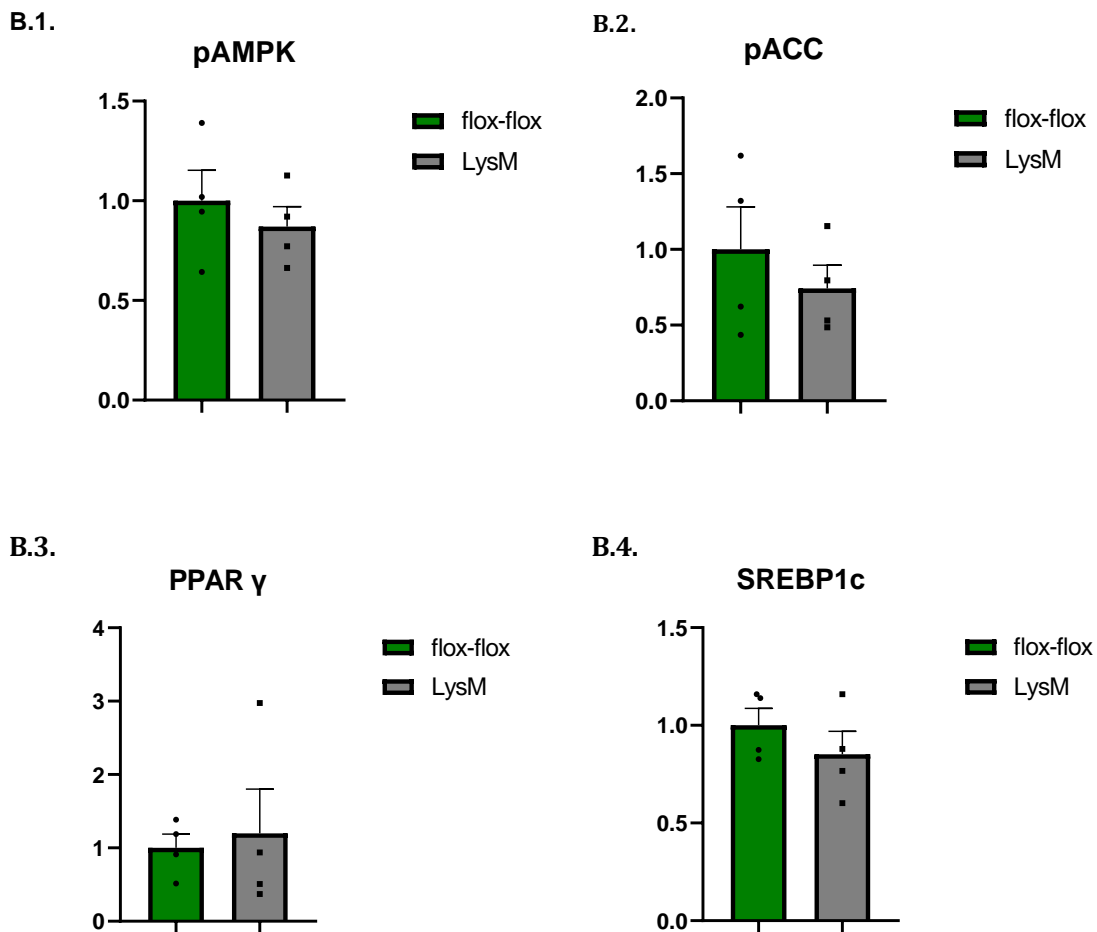 B.1.
pAMPK
1.5
1.0
0.5
0.0
flox-flox
LysM
B.2.
pACC
2.0
1.5
1.0
0.5
0.0
flox-flox
LysM
B.3.
PPAR γ
4
3
2
1
0
flox-flox
LysM
B.4.
SREBP1c
1.5
1.0
0.5
0.0
flox-flox
LysM